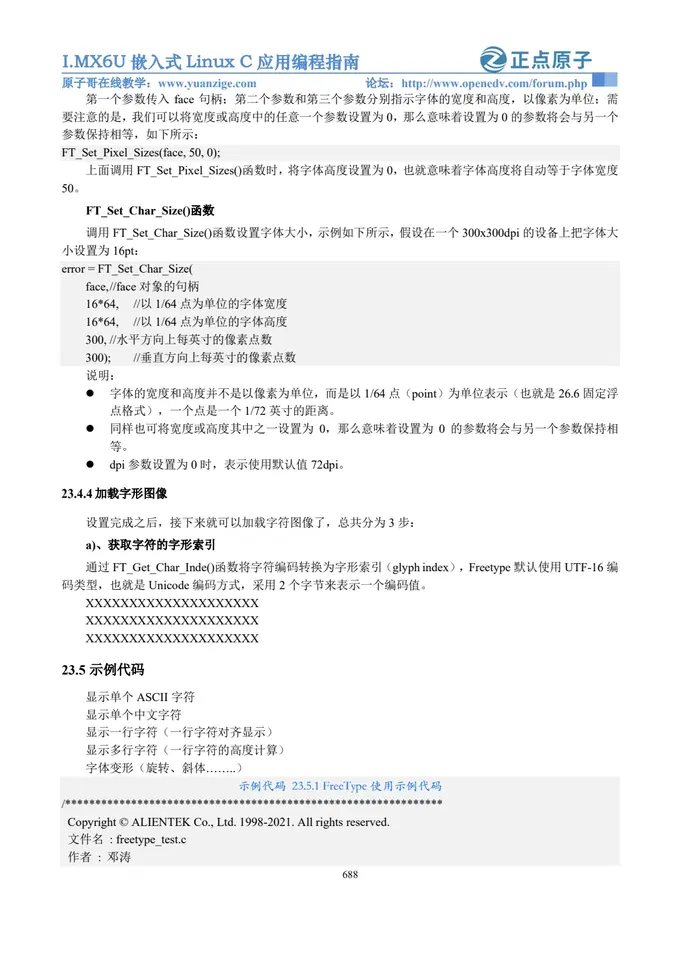 I.MX6U 嵌入式 Linux C 应用编程指南
正点原子
原子哥在线教学：www.yuanzige.com 论坛：http://www.openedv.com/forum.php
第一个参数传入 face 句柄；第二个参数和第三个参数分别指示字体的宽度和高度，以像素为单位；需
要注意的是，我们可以将宽度或高度中的任意一个参数设置为 0，那么意味着设置为 0 的参数将会与另一个
参数保持相等，如下所示：
FT_Set_Pixel_Sizes(face, 50, 0);
上面调用 FT_Set_Pixel_Sizes()函数时，将字体高度设置为 0，也就意味着字体高度将自动等于字体宽度
50。
FT_Set_Char_Size()函数
调用 FT_Set_Char_Size()函数设置字体大小，示例如下所示，假设在一个 300x300dpi 的设备上把字体大
小设置为 16pt：
error = FT_Set_Char_Size(
face,//face 对象的句柄
16*64, //以 1/64 点为单位的字体宽度
16*64, //以 1/64 点为单位的字体高度
300, //水平方向上每英寸的像素点数
300); //垂直方向上每英寸的像素点数
说明：
● 字体的宽度和高度并不是以像素为单位，而是以 1/64 点（point）为单位表示（也就是 26.6 固定浮
点格式），一个点是一个 1/72 英寸的距离。
● 同样也可将宽度或高度其中之一设置为 0，那么意味着设置为 0 的参数将会与另一个参数保持相
等。
● dpi 参数设置为 0 时，表示使用默认值 72dpi。
23.4.4 加载字形图像
设置完成之后，接下来就可以加载字符图像了，总共分为 3 步：
a)、获取字符的字形索引
通过 FT_Get_Char_Inde()函数将字符编码转换为字形索引（glyph index），Freetype 默认使用 UTF-16 编
码类型，也就是 Unicode 编码方式，采用 2 个字节来表示一个编码值。
XXXXXXXXXXXXXXXXXXXX
XXXXXXXXXXXXXXXXXXXX
XXXXXXXXXXXXXXXXXXXX
23.5 示例代码
显示单个 ASCII 字符
显示单个中文字符
显示一行字符（一行字符对齐显示）
显示多行字符（一行字符的高度计算）
字体变形（旋转、斜体……..）
示例代码 23.5.1 FreeType 使用示例代码
/***************************************************************
Copyright © ALIENTEK Co., Ltd. 1998-2021. All rights reserved.
文件名 : freetype_test.c
作者 : 邓涛
688